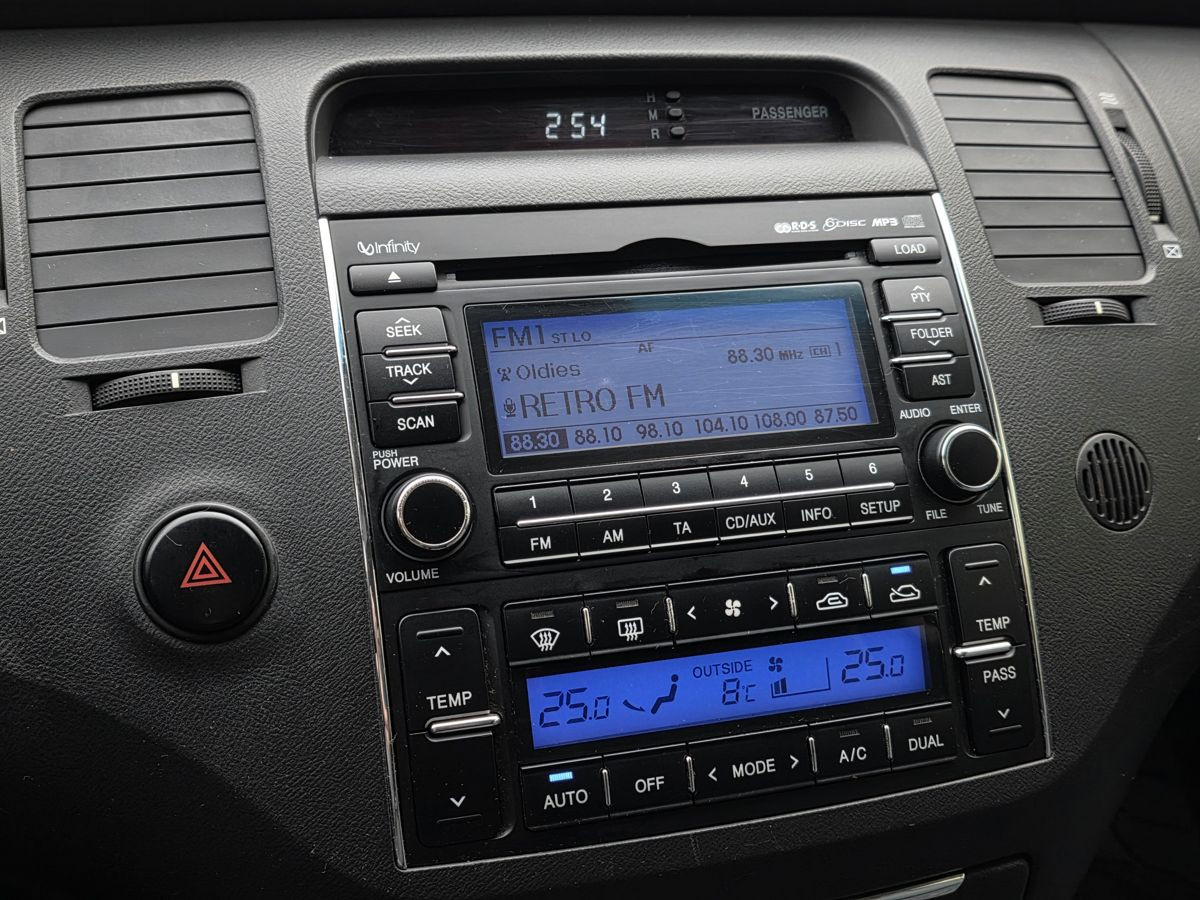 H
2 54 M PASSENGER
R
Infinity R·D·S 6DISC MP3
LOAD
SEEK
TRACK
SCAN
FM1 ST LO
AF 88.30 MHz CH 1
Oldies
RETRO FM
88.30 88.10 98.10 104.10 108.00 87.50
PTY
FOLDER
AST
PUSH
POWER
VOLUME
AUDIO ENTER
FILE TUNE
1 2 3 4 5 6
FM AM TA CD/AUX INFO. SETUP
TEMP
OUTSIDE
25.0 8°C 25.0
TEMP
PASS
AUTO OFF < MODE > A/C DUAL